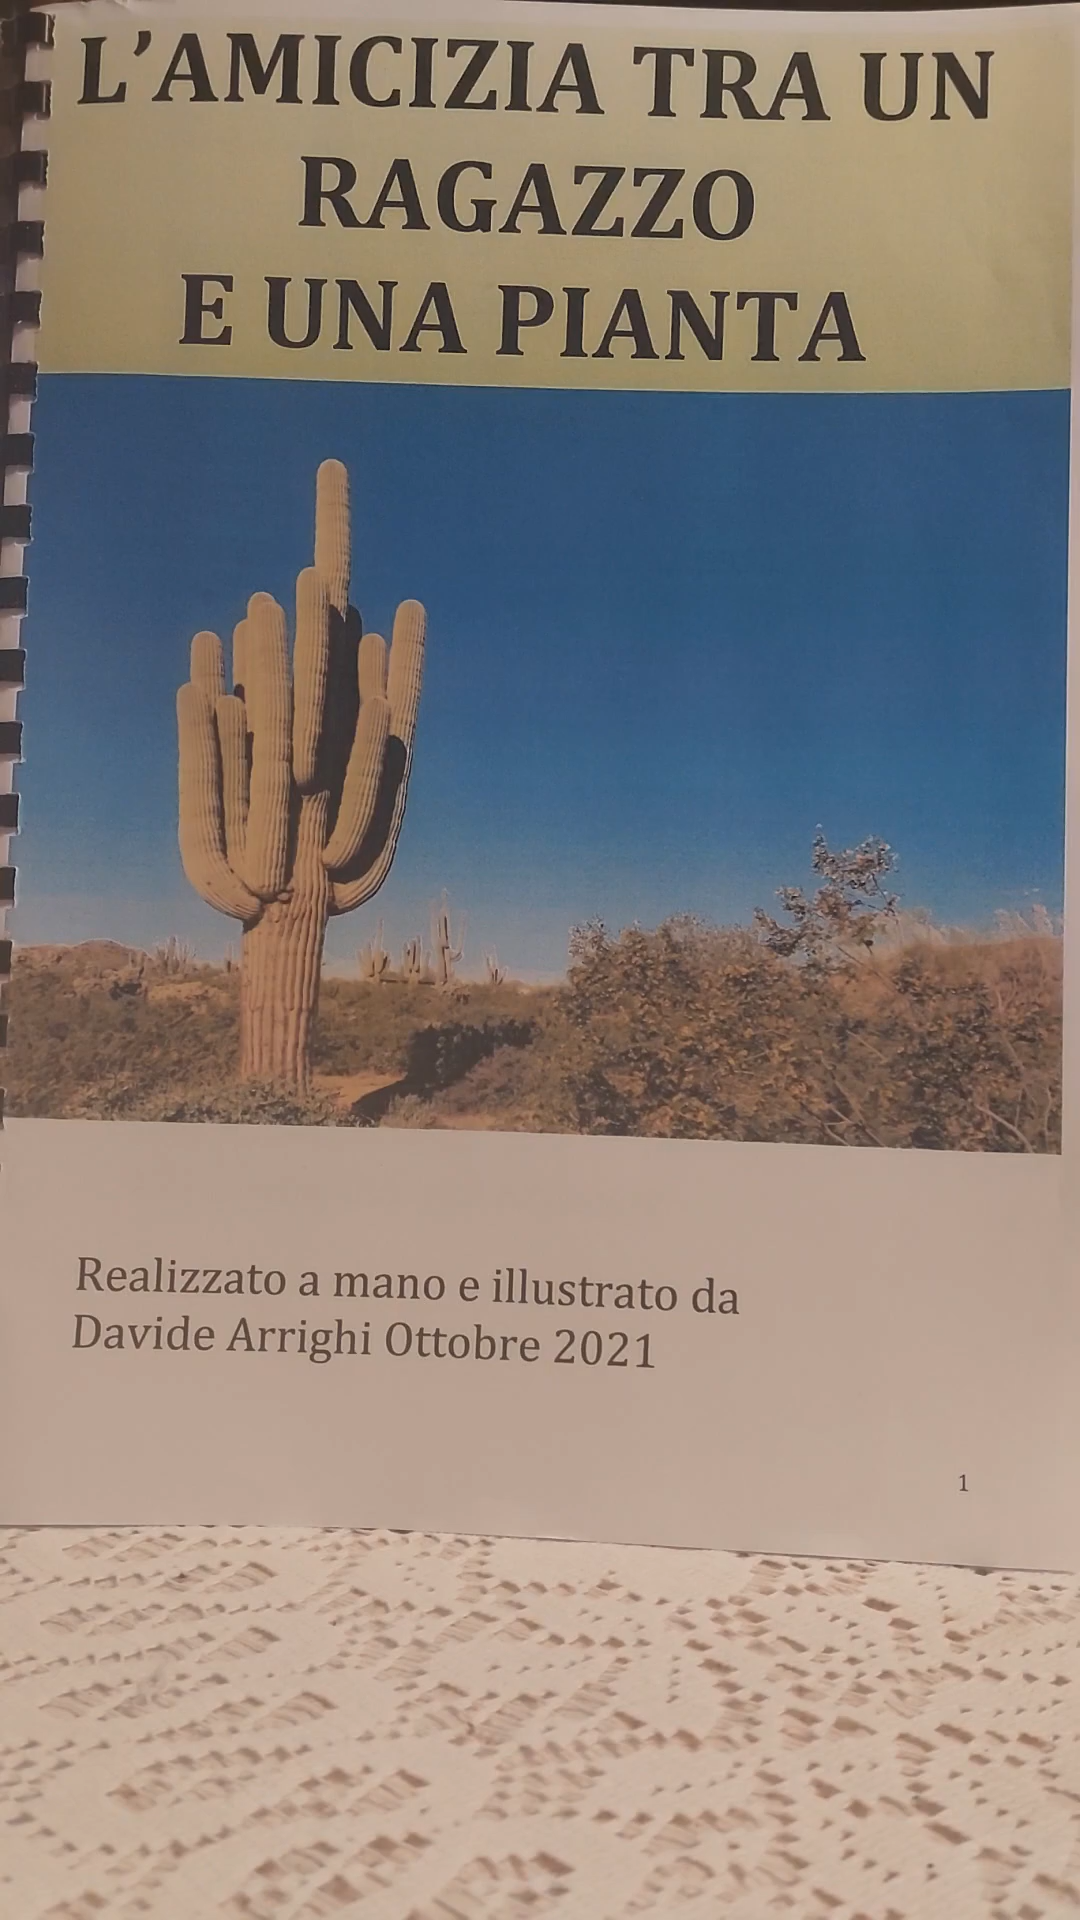 L’AMICIZIA TRA UN
RAGAZZO
E UNA PIANTA
Realizzato a mano e illustrato da
Davide Arrighi Ottobre 2021
1